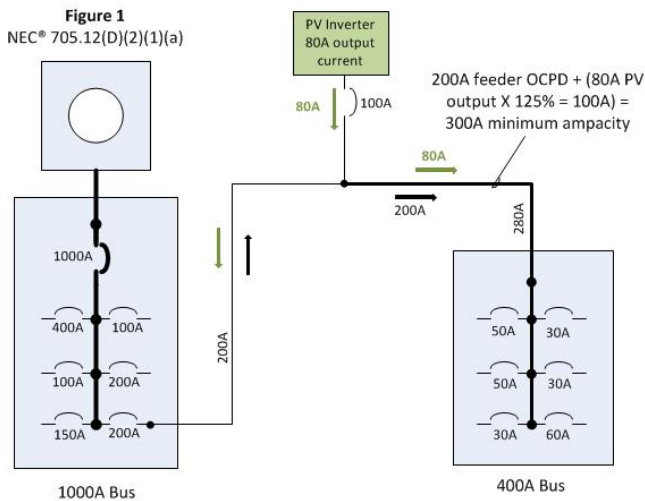 Figure 1
NEC® 705.12(D)(2)(1)(a)
PV Inverter
80A output
current
80A
100A
200A feeder OCPD + (80A PV
output X 125% = 100A) =
300A minimum ampacity
80A
200A
280A
200A
1000A
400A
100A
100A
200A
150A
200A
1000A Bus
50A
30A
50A
30A
30A
60A
400A Bus